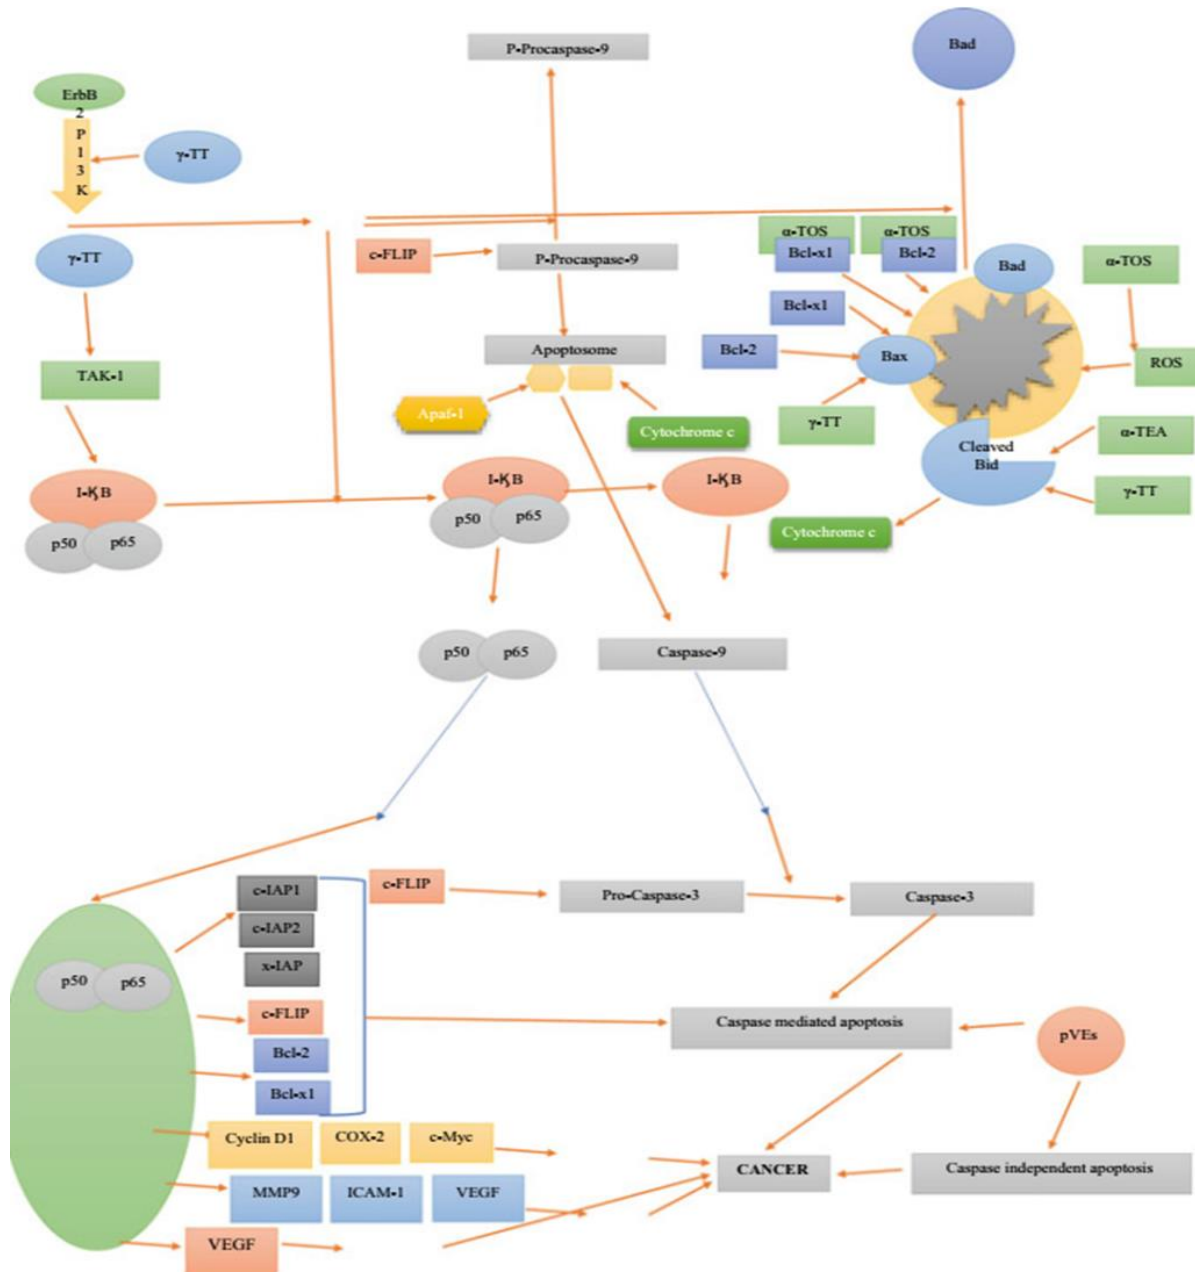 P-Procaspase-9
Bad
ErbB
2
P
1
3
K
γ-TT
γ-TT
c-FLIP
P-Procaspase-9
α-TOS
α-TOS
Bcl-x1
Bcl-2
Bad
α-TOS
Bcl-x1
Bcl-2
Bax
ROS
TAK-1
Apoptosome
Apaf-1
Cytochrome c
γ-TT
α-TEA
Cleaved
Bid
γ-TT
I-ҚB
p50
p65
I-ҚB
p50
p65
I-ҚB
Cytochrome c
p50
p65
Caspase-9
c-IAP1
c-IAP2
x-IAP
c-FLIP
Pro-Caspase-3
Caspase-3
p50
p65
c-FLIP
Bcl-2
Bcl-x1
Caspase mediated apoptosis
pVEs
Cyclin D1
COX-2
c-Myc
CANCER
Caspase independent apoptosis
MMP9
ICAM-1
VEGF
VEGF